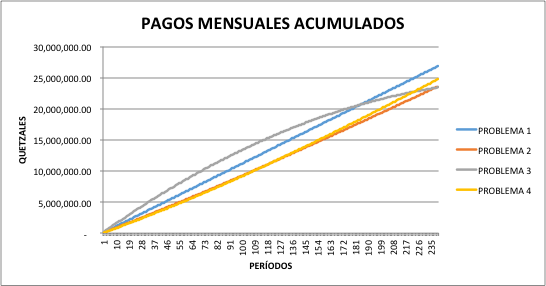 PAGOS MENSUALES ACUMULADOS
30,000,000.00
25,000,000.00
20,000,000.00
15,000,000.00
10,000,000.00
5,000,000.00
-
QUETZALES
1 10 19 28 37 46 55 64 73 82 91 100 109 118 127 136 145 154 163 172 181 190 199 208 217 226 235
PERÍODOS
PROBLEMA 1
PROBLEMA 2
PROBLEMA 3
PROBLEMA 4